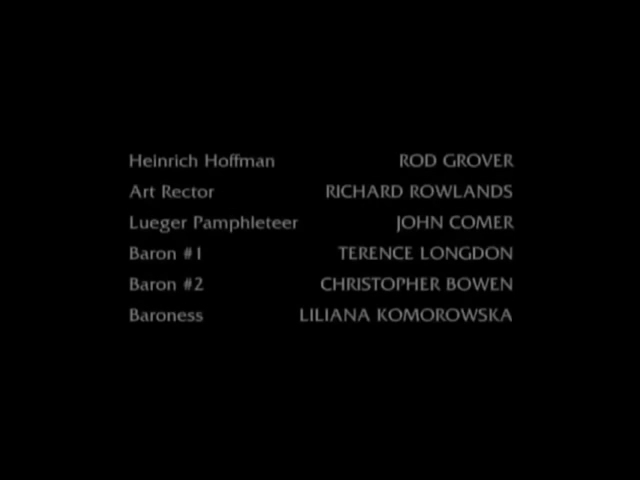 Heinrich Hoffman ROD GROVER
Art Rector RICHARD ROWLANDS
Lueger Pamphleteer JOHN COMER
Baron #1 TERENCE LONGDON
Baron #2 CHRISTOPHER BOWEN
Baroness LILIANA KOMOROWSKA